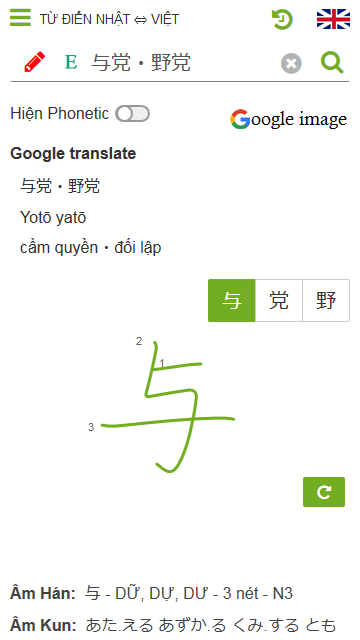 TỪ ĐIỂN NHẬT ⇔ VIỆT
E 与党・野党
Hiện Phonetic
Google image
Google translate
与党・野党
Yotō yatō
cầm quyền・đối lập
与 党 野
2
1
3
Âm Hán: 与 - DỮ, DỰ, DƯ - 3 nét - N3
Âm Kun: あた.える あずか.る くみ.する とも